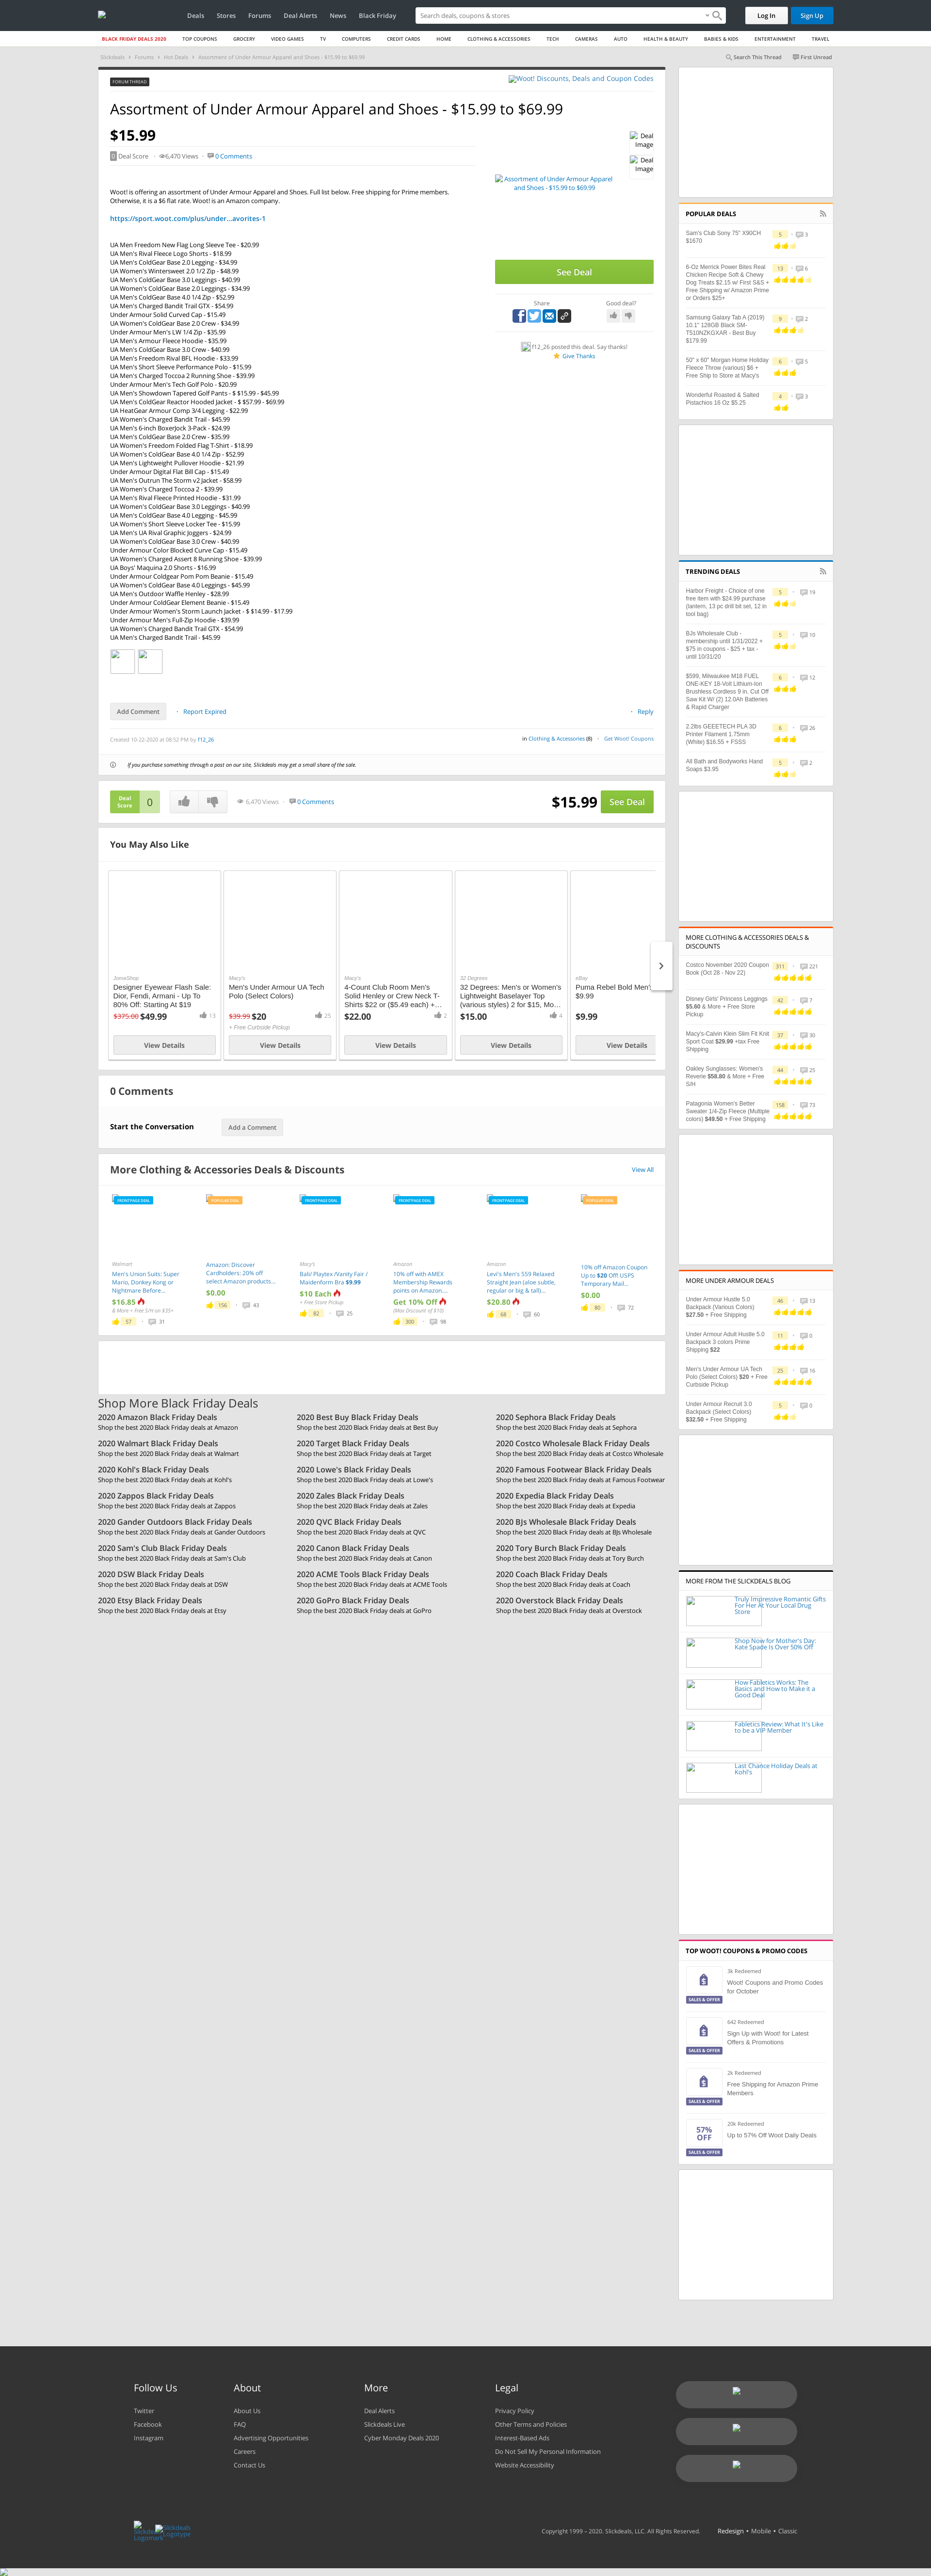 Deals
Stores
Forums
Deal Alerts
News
Black Friday
Search deals, coupons & stores
Log In
Sign Up
BLACK FRIDAY DEALS 2020
TOP COUPONS
GROCERY
VIDEO GAMES
TV
COMPUTERS
CREDIT CARDS
HOME
CLOTHING & ACCESSORIES
TECH
CAMERAS
AUTO
HEALTH & BEAUTY
BABIES & KIDS
ENTERTAINMENT
TRAVEL
Slickdeals
Forums
Hot Deals
Assortment of Under Armour Apparel and Shoes - $15.99 to $69.99
Search This Thread
First Unread
FORUM THREAD
Woot! Discounts, Deals and Coupon Codes
Assortment of Under Armour Apparel and Shoes - $15.99 to $69.99
$15.99
0 Deal Score
6,470 Views
0 Comments
Woot! is offering an assortment of Under Armour Apparel and Shoes. Full list below. Free shipping for Prime members.
Otherwise, it is a $6 flat rate. Woot! is an Amazon company.
https://sport.woot.com/plus/under...avorites-1
UA Men Freedom New Flag Long Sleeve Tee - $20.99
UA Men's Rival Fleece Logo Shorts - $18.99
UA Men's ColdGear Base 2.0 Legging - $34.99
UA Women's Wintersweet 2.0 1/2 Zip - $48.99
UA Men's ColdGear Base 3.0 Leggings - $40.99
UA Women's ColdGear Base 2.0 Leggings - $34.99
UA Men's ColdGear Base 4.0 1/4 Zip - $52.99
UA Men's Charged Bandit Trail GTX - $54.99
Under Armour Solid Curved Cap - $15.49
UA Women's ColdGear Base 2.0 Crew - $34.99
Under Armour Men's LW 1/4 Zip - $35.99
UA Men's Armour Fleece Hoodie - $35.99
UA Men's ColdGear Base 3.0 Crew - $40.99
UA Men's Freedom Rival BFL Hoodie - $33.99
UA Men's Short Sleeve Performance Polo - $15.99
UA Men's Charged Toccoa 2 Running Shoe - $39.99
Under Armour Men's Tech Golf Polo - $20.99
UA Men's Showdown Tapered Golf Pants - $ $15.99 - $45.99
UA Men's ColdGear Reactor Hooded Jacket - $ $57.99 - $69.99
UA HeatGear Armour Comp 3/4 Legging - $22.99
UA Women's Charged Bandit Trail - $45.99
UA Men's 6-inch BoxerJock 3-Pack - $24.99
UA Men's ColdGear Base 2.0 Crew - $35.99
UA Women's Freedom Folded Flag T-Shirt - $18.99
UA Women's ColdGear Base 4.0 1/4 Zip - $52.99
UA Men's Lightweight Pullover Hoodie - $21.99
Under Armour Digital Flat Bill Cap - $15.49
UA Men's Outrun The Storm v2 Jacket - $58.99
UA Women's Charged Toccoa 2 - $39.99
UA Men's Rival Fleece Printed Hoodie - $31.99
UA Women's ColdGear Base 3.0 Leggings - $40.99
UA Men's ColdGear Base 4.0 Legging - $45.99
UA Women's Short Sleeve Locker Tee - $15.99
UA Men's UA Rival Graphic Joggers - $24.99
UA Women's ColdGear Base 3.0 Crew - $40.99
Under Armour Color Blocked Curve Cap - $15.49
UA Women's Charged Assert 8 Running Shoe - $39.99
UA Boys' Maquina 2.0 Shorts - $16.99
Under Armour Coldgear Pom Pom Beanie - $15.49
UA Women's ColdGear Base 4.0 Leggings - $45.99
UA Men's Outdoor Waffle Henley - $28.99
Under Armour ColdGear Element Beanie - $15.49
Under Armour Women's Storm Launch Jacket - $ $14.99 - $17.99
Under Armour Men's Full-Zip Hoodie - $39.99
UA Women's Charged Bandit Trail GTX - $54.99
UA Men's Charged Bandit Trail - $45.99
Assortment of Under Armour Apparel and Shoes - $15.99 to $69.99
Deal Image
Deal Image
See Deal
Share
Good deal?
f12_26 posted this deal. Say thanks!
Give Thanks
Add Comment
Report Expired
Reply
Created 10-22-2020 at 08:52 PM by f12_26
in Clothing & Accessories (8)
Get Woot! Coupons
If you purchase something through a post on our site, Slickdeals may get a small share of the sale.
Deal Score
0
6,470 Views
0 Comments
$15.99
See Deal
You May Also Like
JomaShop
Designer Eyewear Flash Sale: Dior, Fendi, Armani - Up To 80% Off: Starting At $19
$375.00 $49.99
13
View Details
Macy's
Men's Under Armour UA Tech Polo (Select Colors)
$39.99 $20
25
+ Free Curbside Pickup
View Details
Macy's
4-Count Club Room Men's Solid Henley or Crew Neck T-Shirts $22 or ($5.49 each) +...
$22.00
2
View Details
32 Degrees
32 Degrees: Men's or Women's Lightweight Baselayer Top (various styles) 2 for $15, Mo...
$15.00
4
View Details
eBay
Puma Rebel Bold Men's
$9.99
$9.99
View Details
0 Comments
Start the Conversation
Add a Comment
More Clothing & Accessories Deals & Discounts
View All
FRONTPAGE DEAL
Walmart
Men's Union Suits: Super Mario, Donkey Kong or Nightmare Before...
$16.85
& More + Free S/H on $35+
57
31
POPULAR DEAL
Amazon: Discover Cardholders: 20% off select Amazon products...
$0.00
156
43
FRONTPAGE DEAL
Macy's
Bali/ Playtex /Vanity Fair / Maidenform Bra $9.99
$10 Each
+ Free Store Pickup
82
25
FRONTPAGE DEAL
Amazon
10% off with AMEX Membership Rewards points on Amazon....
Get 10% Off
(Max Discount of $10)
300
98
FRONTPAGE DEAL
Amazon
Levi's Men's 559 Relaxed Straight Jean (aloe subtle, regular or big & tall)...
$20.80
68
60
POPULAR DEAL
10% off Amazon Coupon Up to $20 Off! USPS Temporary Mail...
$0.00
80
72
Shop More Black Friday Deals
2020 Amazon Black Friday Deals
Shop the best 2020 Black Friday deals at Amazon
2020 Best Buy Black Friday Deals
Shop the best 2020 Black Friday deals at Best Buy
2020 Sephora Black Friday Deals
Shop the best 2020 Black Friday deals at Sephora
2020 Walmart Black Friday Deals
Shop the best 2020 Black Friday deals at Walmart
2020 Target Black Friday Deals
Shop the best 2020 Black Friday deals at Target
2020 Costco Wholesale Black Friday Deals
Shop the best 2020 Black Friday deals at Costco Wholesale
2020 Kohl's Black Friday Deals
Shop the best 2020 Black Friday deals at Kohl's
2020 Lowe's Black Friday Deals
Shop the best 2020 Black Friday deals at Lowe's
2020 Famous Footwear Black Friday Deals
Shop the best 2020 Black Friday deals at Famous Footwear
2020 Zappos Black Friday Deals
Shop the best 2020 Black Friday deals at Zappos
2020 Zales Black Friday Deals
Shop the best 2020 Black Friday deals at Zales
2020 Expedia Black Friday Deals
Shop the best 2020 Black Friday deals at Expedia
2020 Gander Outdoors Black Friday Deals
Shop the best 2020 Black Friday deals at Gander Outdoors
2020 QVC Black Friday Deals
Shop the best 2020 Black Friday deals at QVC
2020 BJs Wholesale Black Friday Deals
Shop the best 2020 Black Friday deals at BJs Wholesale
2020 Sam's Club Black Friday Deals
Shop the best 2020 Black Friday deals at Sam's Club
2020 Canon Black Friday Deals
Shop the best 2020 Black Friday deals at Canon
2020 Tory Burch Black Friday Deals
Shop the best 2020 Black Friday deals at Tory Burch
2020 DSW Black Friday Deals
Shop the best 2020 Black Friday deals at DSW
2020 ACME Tools Black Friday Deals
Shop the best 2020 Black Friday deals at ACME Tools
2020 Coach Black Friday Deals
Shop the best 2020 Black Friday deals at Coach
2020 Etsy Black Friday Deals
Shop the best 2020 Black Friday deals at Etsy
2020 GoPro Black Friday Deals
Shop the best 2020 Black Friday deals at GoPro
2020 Overstock Black Friday Deals
Shop the best 2020 Black Friday deals at Overstock
POPULAR DEALS
Sam's Club Sony 75" X90CH $1670
5
3
6-Oz Merrick Power Bites Real Chicken Recipe Soft & Chewy Dog Treats $2.15 w/ First S&S + Free Shipping w/ Amazon Prime or Orders $25+
13
6
Samsung Galaxy Tab A (2019) 10.1" 128GB Black SM-T510NZKGXAR - Best Buy $179.99
9
2
50" x 60" Morgan Home Holiday Fleece Throw (various) $6 + Free Ship to Store at Macy's
6
5
Wonderful Roasted & Salted Pistachios 16 Oz $5.25
4
3
TRENDING DEALS
Harbor Freight - Choice of one free item with $24.99 purchase (lantern, 13 pc drill bit set, 12 in tool bag)
5
19
BJs Wholesale Club - membership until 1/31/2022 + $75 in coupons - $25 + tax - until 10/31/20
5
10
$599, Milwaukee M18 FUEL ONE-KEY 18-Volt Lithium-Ion Brushless Cordless 9 in. Cut Off Saw Kit W/ (2) 12.0Ah Batteries & Rapid Charger
6
12
2.2lbs GEEETECH PLA 3D Printer Filament 1.75mm (White) $16.55 + FSSS
6
26
All Bath and Bodyworks Hand Soaps $3.95
5
2
MORE CLOTHING & ACCESSORIES DEALS & DISCOUNTS
Costco November 2020 Coupon Book (Oct 28 - Nov 22)
311
221
Disney Girls' Princess Leggings $5.60 & More + Free Store Pickup
42
7
Macy's-Calvin Klein Slim Fit Knit Sport Coat $29.99 +tax Free Shipping
37
30
Oakley Sunglasses: Women's Reverie $58.80 & More + Free S/H
44
25
Patagonia Women's Better Sweater 1/4-Zip Fleece (Multiple colors) $49.50 + Free Shipping
158
73
MORE UNDER ARMOUR DEALS
Under Armour Hustle 5.0 Backpack (Various Colors) $27.50 + Free Shipping
46
13
Under Armour Adult Hustle 5.0 Backpack 3 colors Prime Shipping $22
11
0
Men's Under Armour UA Tech Polo (Select Colors) $20 + Free Curbside Pickup
25
16
Under Armour Recruit 3.0 Backpack (Select Colors) $32.50 + Free Shipping
5
0
MORE FROM THE SLICKDEALS BLOG
Truly Impressive Romantic Gifts For Her At Your Local Drug Store
Shop Now for Mother's Day: Kate Spade Is Over 50% Off
How Fabletics Works: The Basics and How to Make it a Good Deal
Fabletics Review: What It's Like to be a VIP Member
Last Chance Holiday Deals at Kohl's
TOP WOOT! COUPONS & PROMO CODES
3k Redeemed
Woot! Coupons and Promo Codes for October
SALES & OFFER
642 Redeemed
Sign Up with Woot! for Latest Offers & Promotions
SALES & OFFER
2k Redeemed
Free Shipping for Amazon Prime Members
SALES & OFFER
57% OFF
20k Redeemed
Up to 57% Off Woot Daily Deals
SALES & OFFER
Follow Us
Twitter
Facebook
Instagram
About
About Us
FAQ
Advertising Opportunities
Careers
Contact Us
More
Deal Alerts
Slickdeals Live
Cyber Monday Deals 2020
Legal
Privacy Policy
Other Terms and Policies
Interest-Based Ads
Do Not Sell My Personal Information
Website Accessibility
Slickdeals Logomark
Slickdeals Logotype
Copyright 1999 – 2020. Slickdeals, LLC. All Rights Reserved.
Redesign • Mobile • Classic